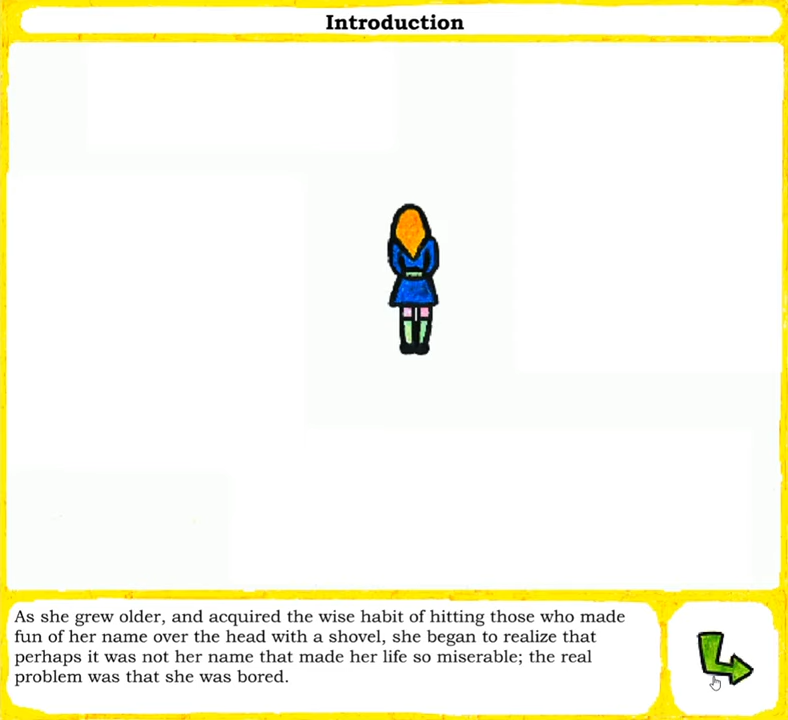 Introduction
As she grew older, and acquired the wise habit of hitting those who made
fun of her name over the head with a shovel, she began to realize that
perhaps it was not her name that made her life so miserable; the real
problem was that she was bored.